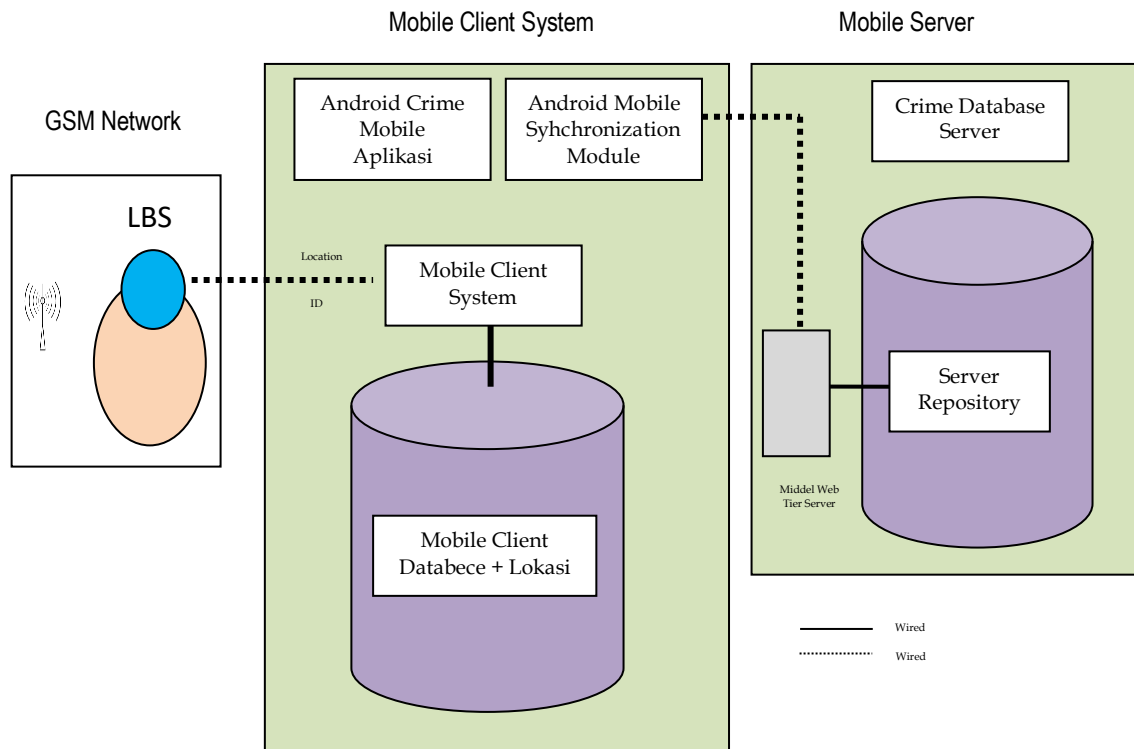 Mobile Client System
Mobile Server
GSM Network
LBS
Android Crime
Mobile
Aplikasi
Android Mobile
Syhchronization
Module
Crime Database
Server
Location
ID
Mobile Client
System
Mobile Client
Databece + Lokasi
Server
Repository
Middel Web
Tier Server
Wired
Wired